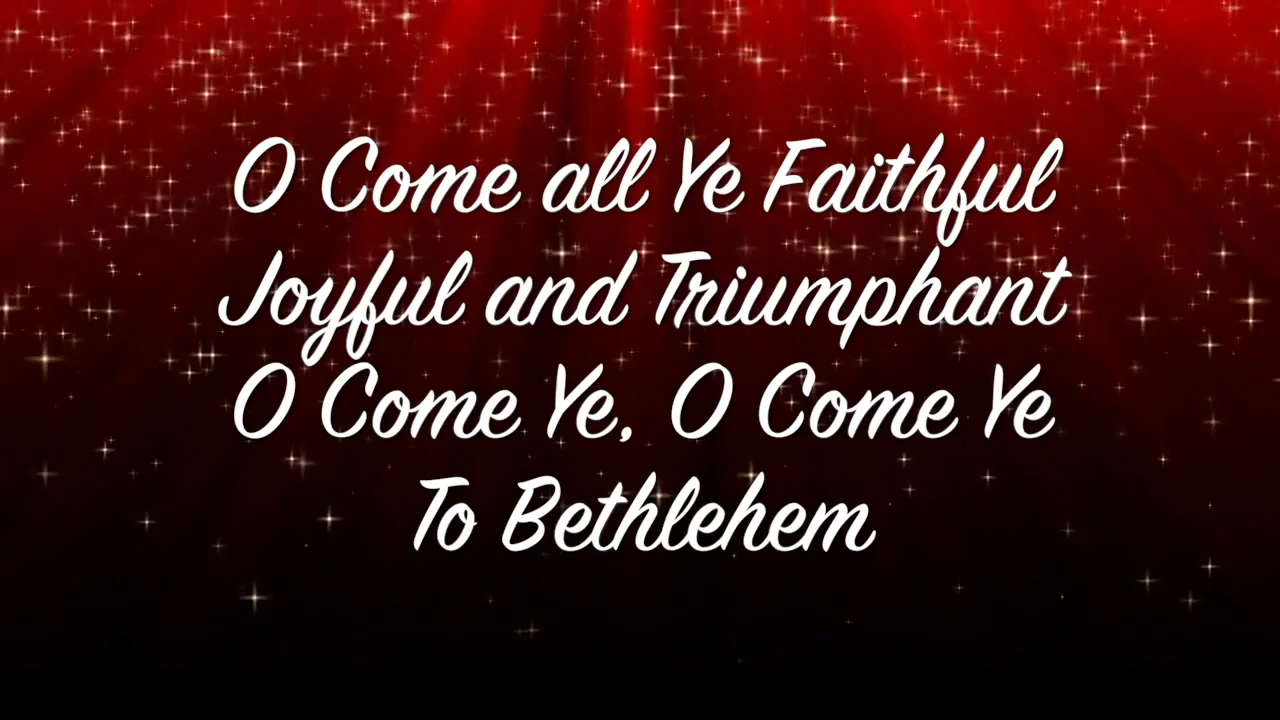 O Come all Ye Faithful
Joyful and Triumphant
O Come Ye, O Come Ye
To Bethlehem